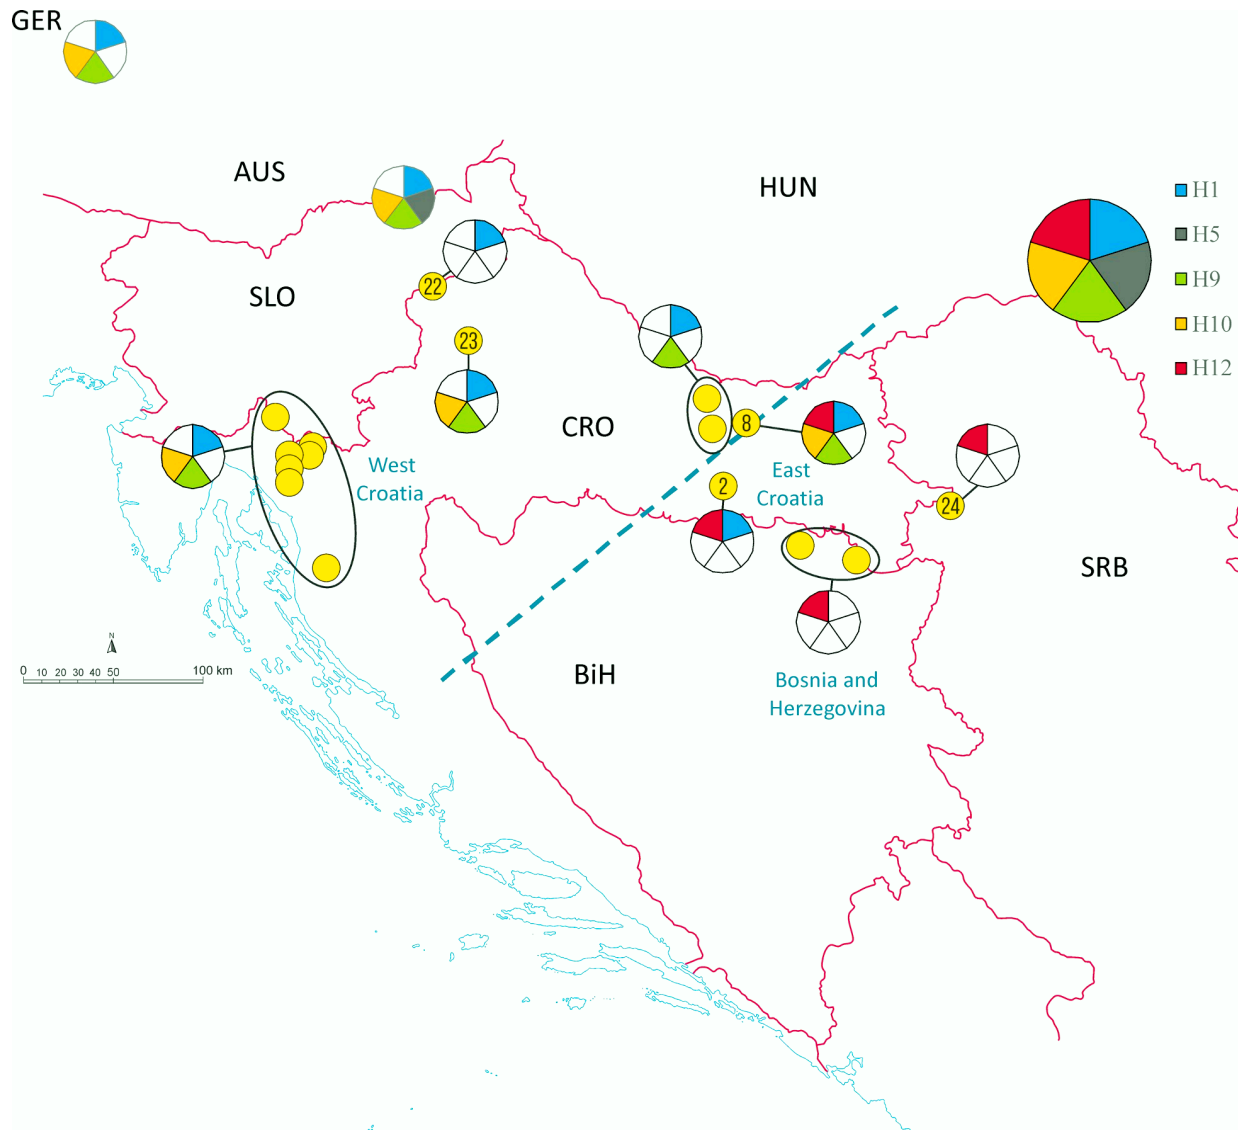 GER
AUS
HUN
H1
H5
H9
H10
H12
SLO
22
23
CRO
8
West
Croatia
East
Croatia
2
24
SRB
N
0 10 20 30 40 50 100 km
BiH
Bosnia and
Herzegovina